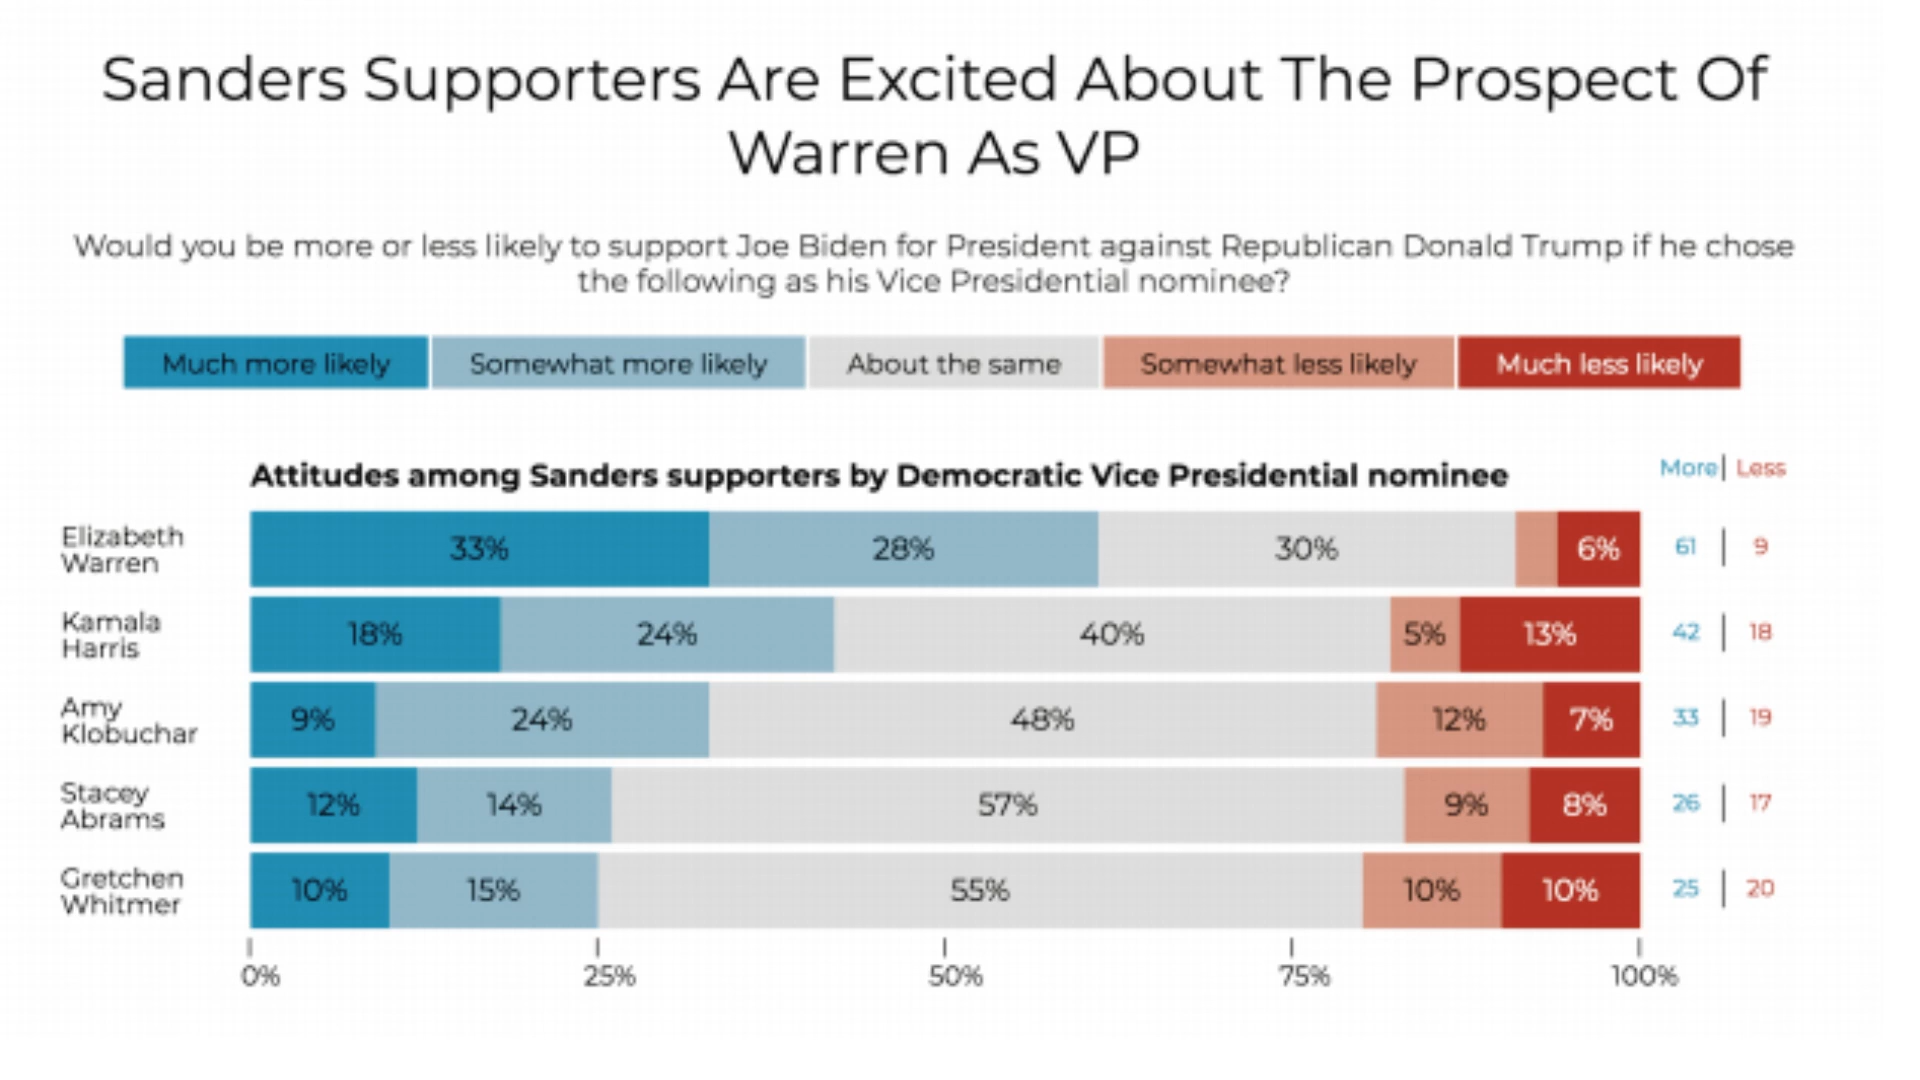 Sanders Supporters Are Excited About The Prospect Of
Warren As VP
Would you be more or less likely to support Joe Biden for President against Republican Donald Trump if he chose
the following as his Vice Presidential nominee?
Much more likely Somewhat more likely About the same Somewhat less likely Much less likely
Attitudes among Sanders supporters by Democratic Vice Presidential nominee More| Less
Elizabeth
Warren
33% 28% 30% 6% 61 | 9
Kamala
Harris
18% 24% 40% 5% 13% 42 | 18
Amy
Klobuchar
9% 24% 48% 12% 7% 33 | 19
Stacey
Abrams
12% 14% 57% 9% 8% 26 | 17
Gretchen
Whitmer
10% 15% 55% 10% 10% 25 | 20
0% 25% 50% 75% 100%